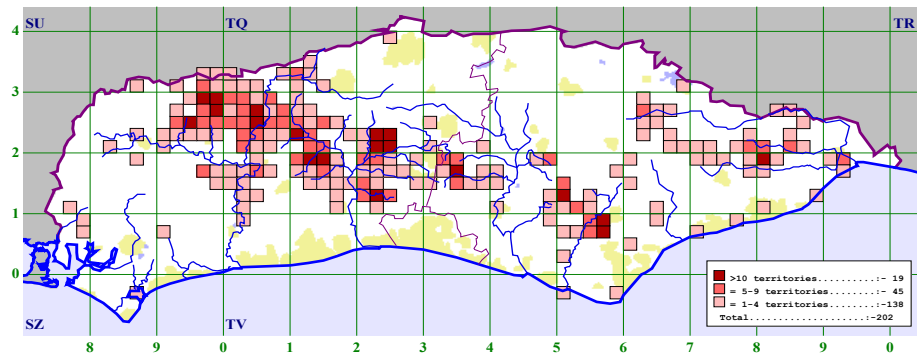 SU TQ TR
4
3
2
1
0
>10 territories.......:- 19
= 5-9 territories.....:- 45
= 1-4 territories.....:-138
Total...................:-202
SZ TV
8 9 0 1 2 3 4 5 6 7 8 9 0